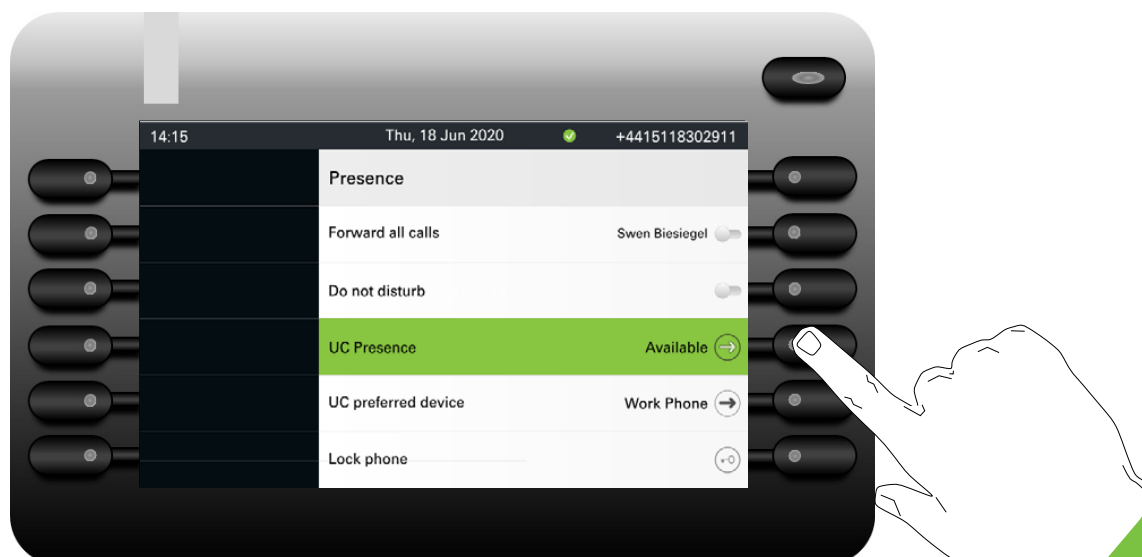 14:15 Thu, 18 Jun 2020 +4415118302911
Presence
Forward all calls Swen Biesiegel
Do not disturb
UC Presence Available
UC preferred device Work Phone
Lock phone